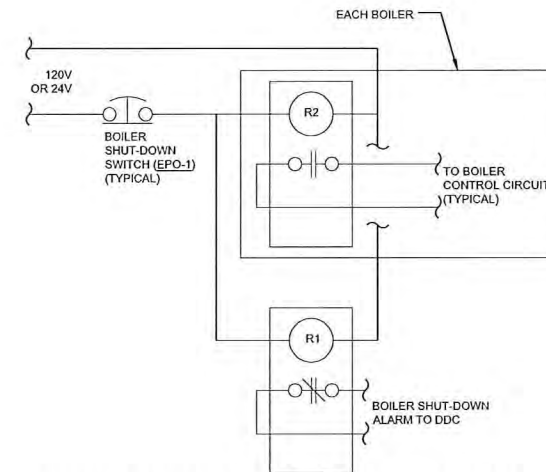 EACH BOILER
120V
OR 24V
R2
BOILER
SHUT-DOWN
SWITCH (EPO-1)
(TYPICAL)
TO BOILER
CONTROL CIRCUIT
(TYPICAL)
R1
BOILER SHUT-DOWN
ALARM TO DDC